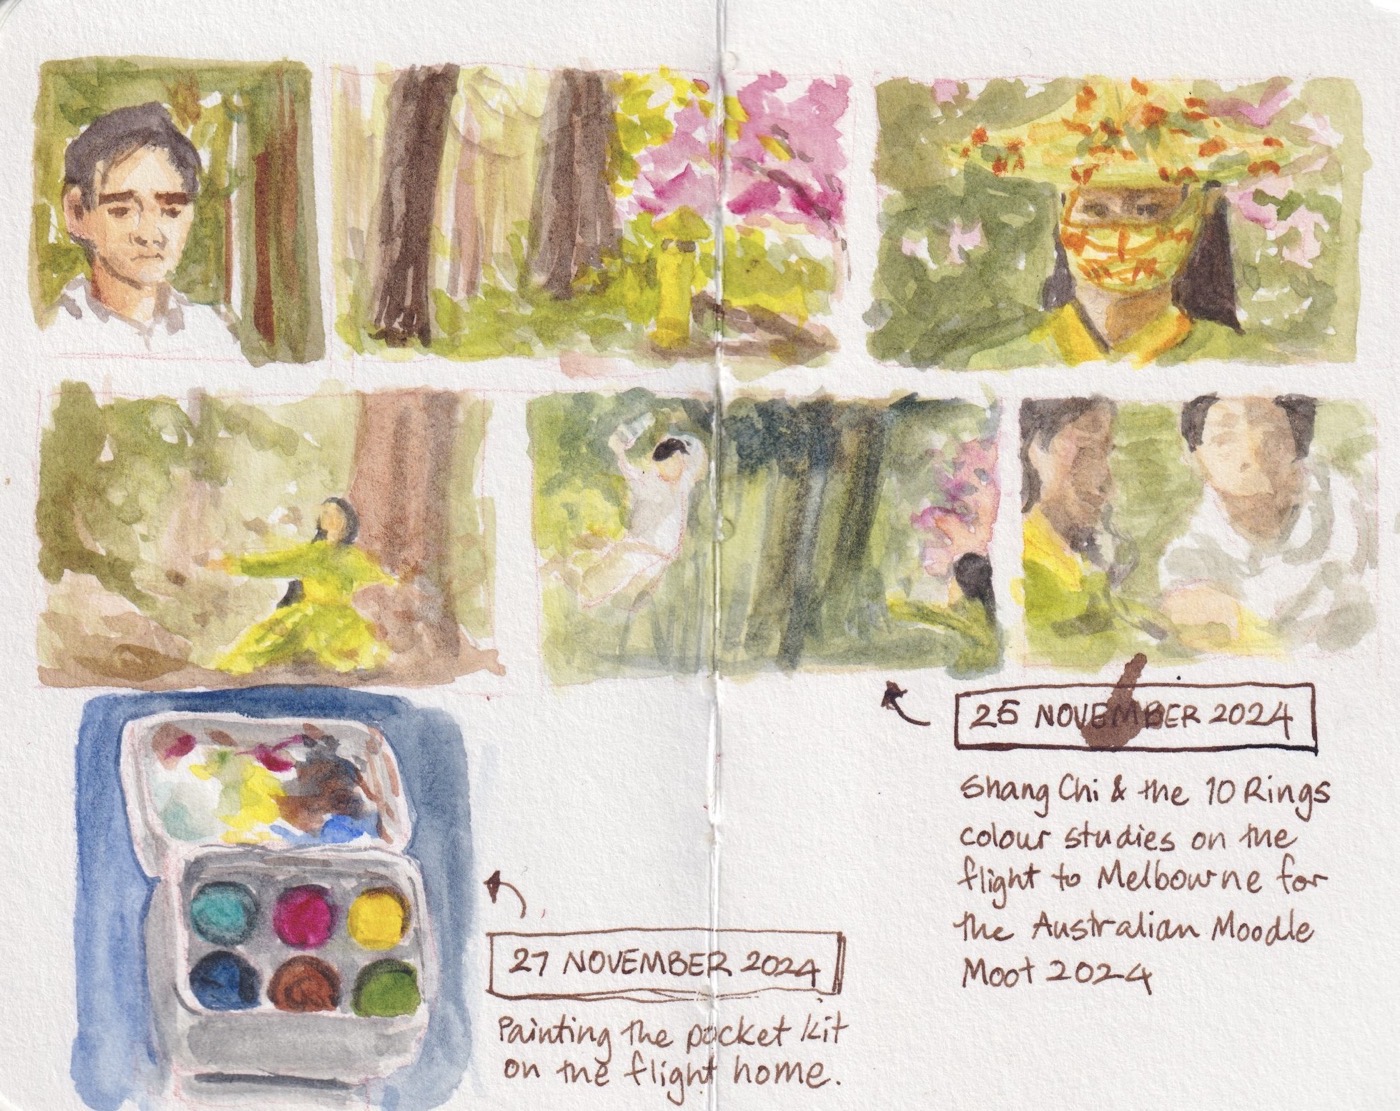 25 NOVEMBER 2024
Shang Chi & the 10 Rings
colour studies on the
flight to Melbourne for
the Australian Moodle
Moot 2024
27 NOVEMBER 2024
Painting the pocket kit
on the flight home.